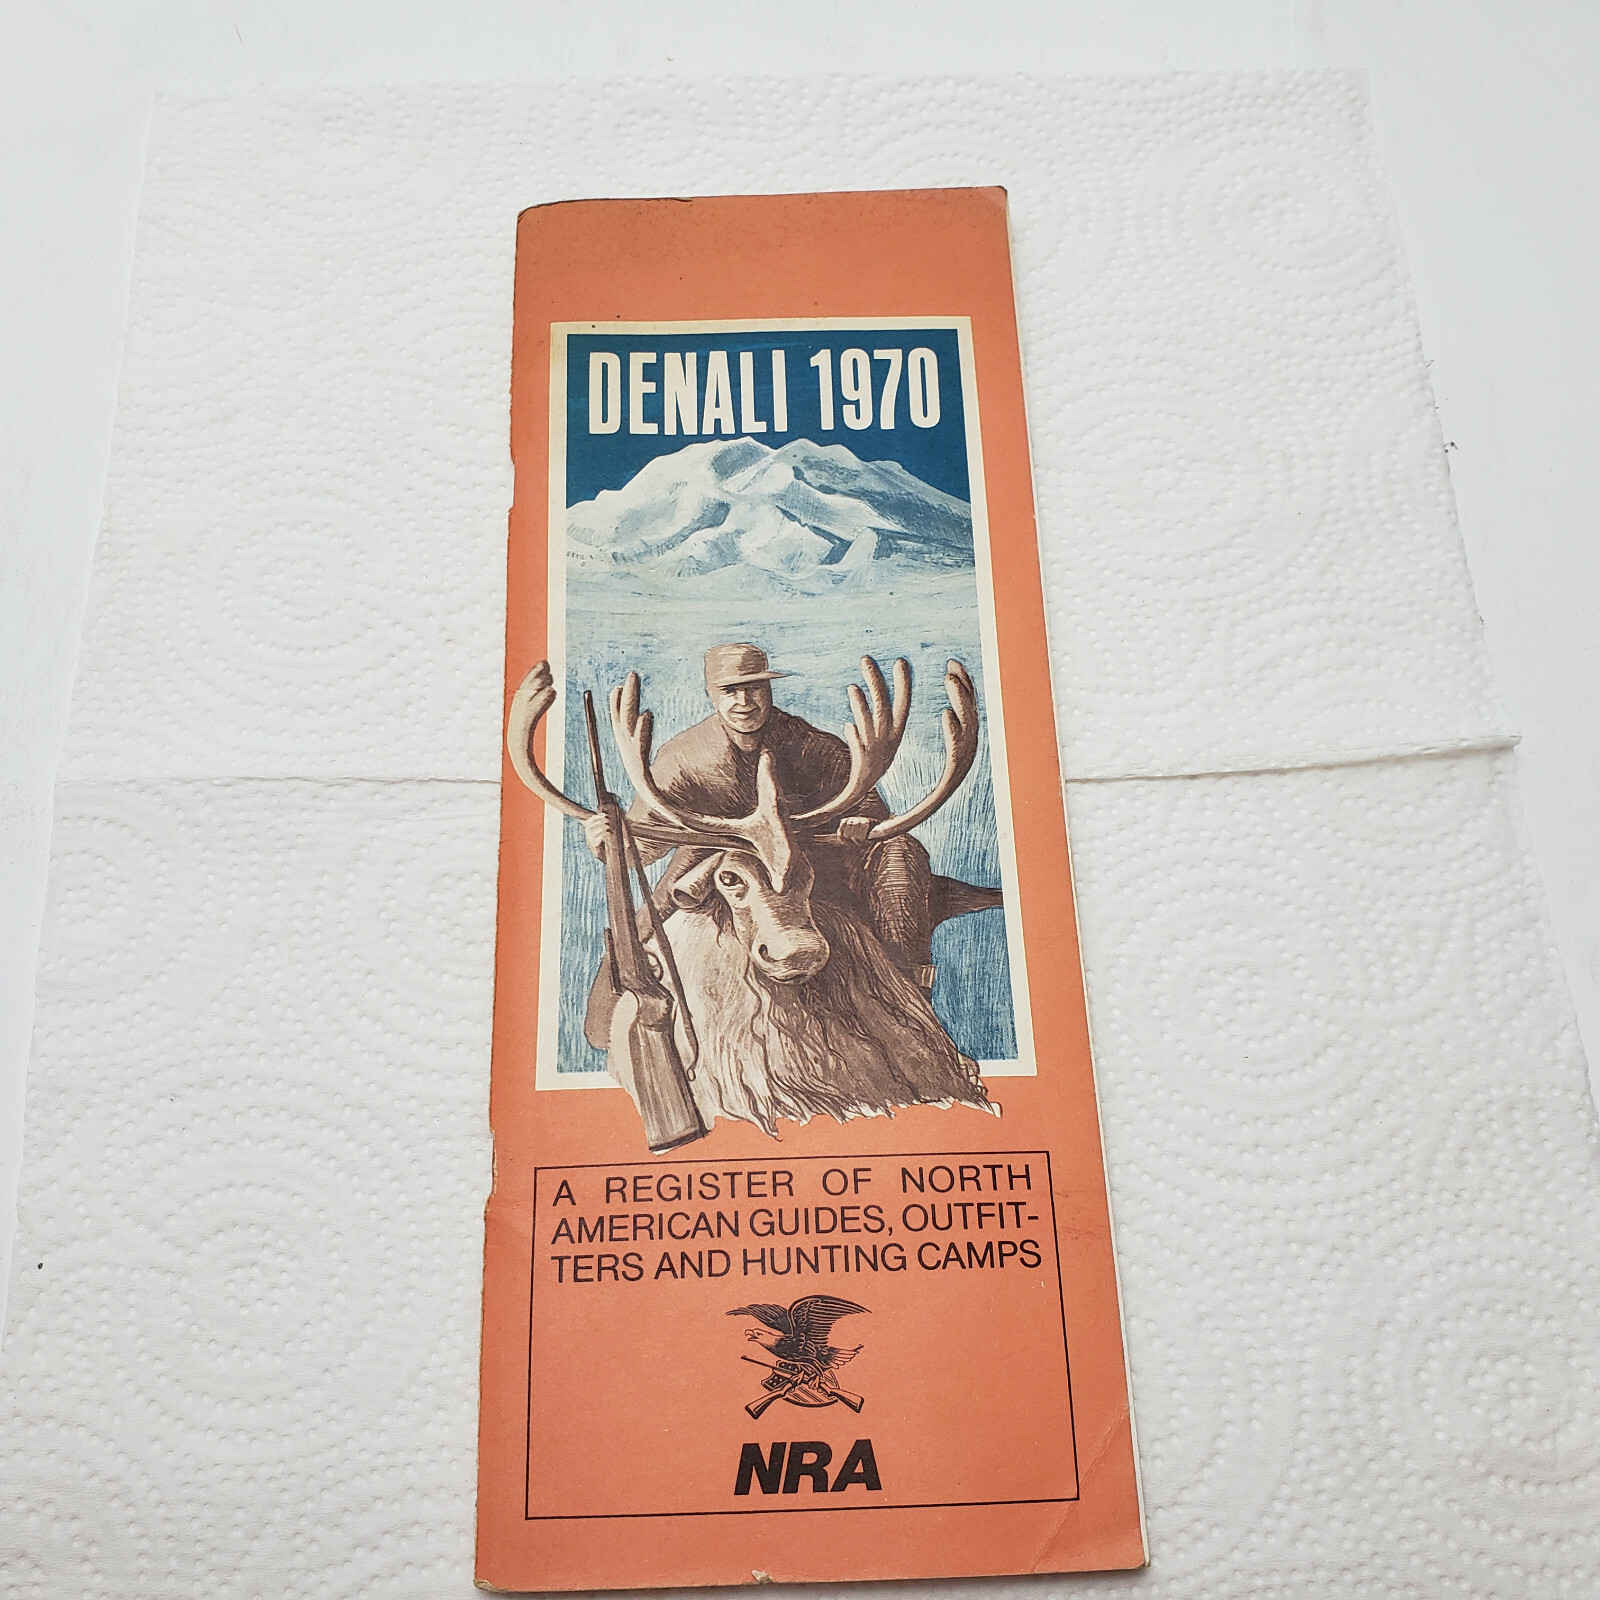 DENALI 1970
A REGISTER OF NORTH
AMERICAN GUIDES, OUTFIT-
TERS AND HUNTING CAMPS
NRA